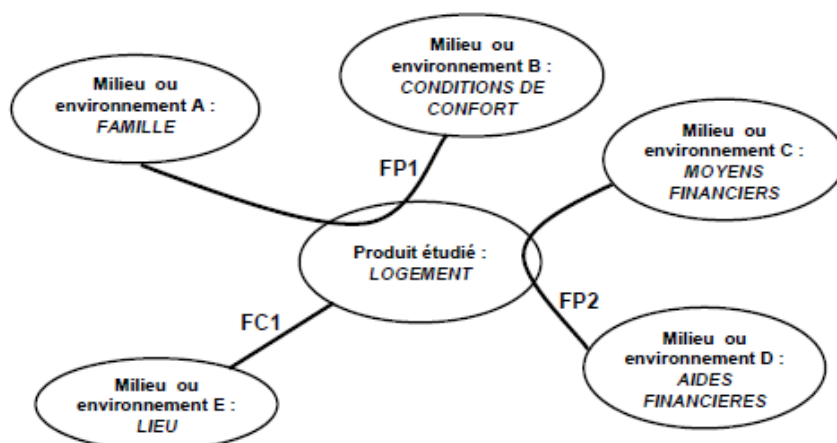 Milieu ou
environnement A :
FAMILLE
Milieu ou
environnement B :
CONDITIONS DE
CONFORT
Milieu ou
environnement C :
MOYENS
FINANCIERS
FP1
Produit étudié :
LOGEMENT
FC1
FP2
Milieu ou
environnement D :
AIDES
FINANCIERES
Milieu ou
environnement E :
LIEU